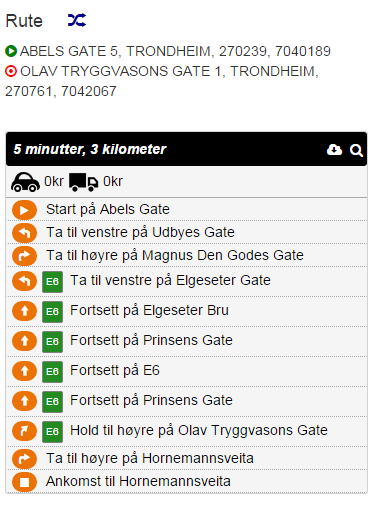 Rute
ABELS GATE 5, TRONDHEIM, 270239, 7040189
OLAV TRYGGVASONS GATE 1, TRONDHEIM,
270761, 7042067
5 minutter, 3 kilometer
0kr 0kr
Start på Abels Gate
Ta til venstre på Udbyes Gate
Ta til høyre på Magnus Den Godes Gate
E6 Ta til venstre på Elgeseter Gate
E6 Fortsett på Elgeseter Bru
E6 Fortsett på Prinsens Gate
E6 Fortsett på E6
E6 Fortsett på Prinsens Gate
E6 Hold til høyre på Olav Tryggvasons Gate
Ta til høyre på Hornemannsveita
Ankomst til Hornemannsveita